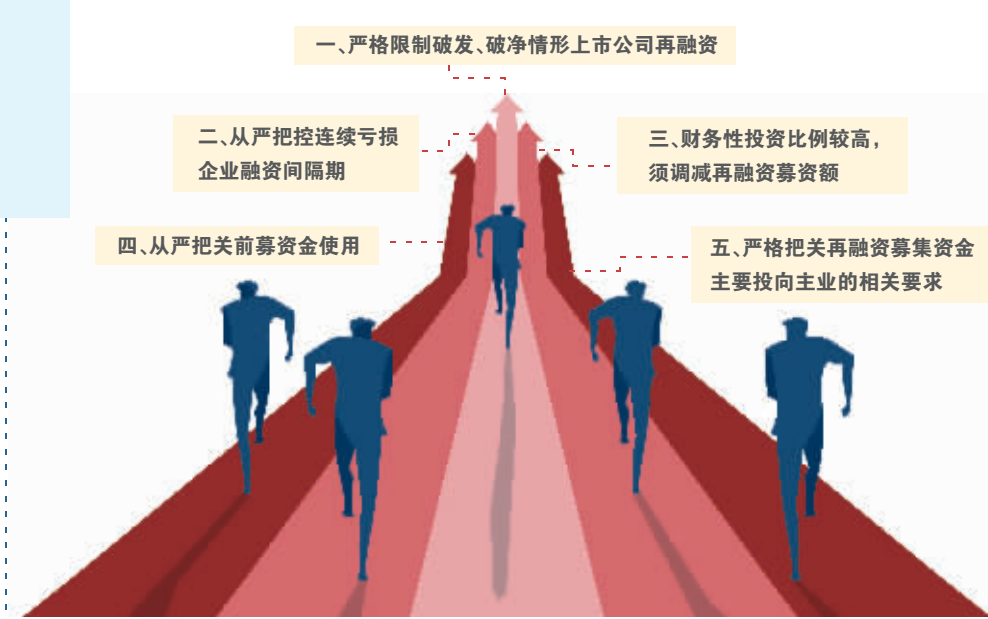 一、严格限制破发、破净情形上市公司再融资
二、从严把控连续亏损
企业融资间隔期
三、财务性投资比例较高，
须调减再融资募资额
四、从严把关前募资金使用
五、严格把关再融资募集资金
主要投向主业的相关要求